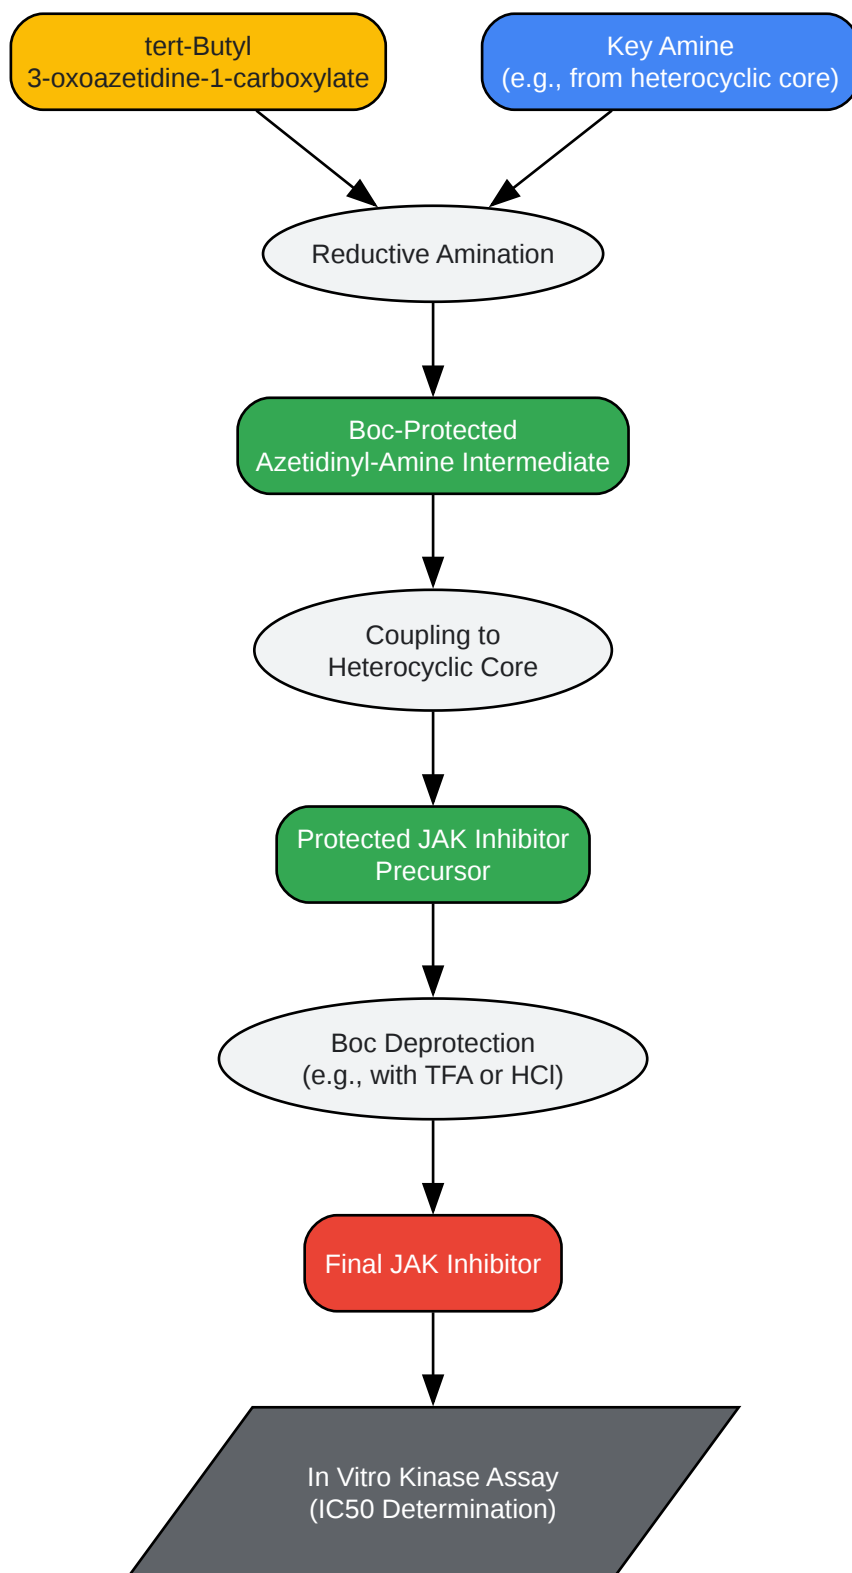 tert-Butyl
3-oxoazetidine-1-carboxylate
Key Amine
(e.g., from heterocyclic core)
Reductive Amination
Boc-Protected
Azetidinyl-Amine Intermediate
Coupling to
Heterocyclic Core
Protected JAK Inhibitor
Precursor
Boc Deprotection
(e.g., with TFA or HCl)
Final JAK Inhibitor
In Vitro Kinase Assay
(IC50 Determination)